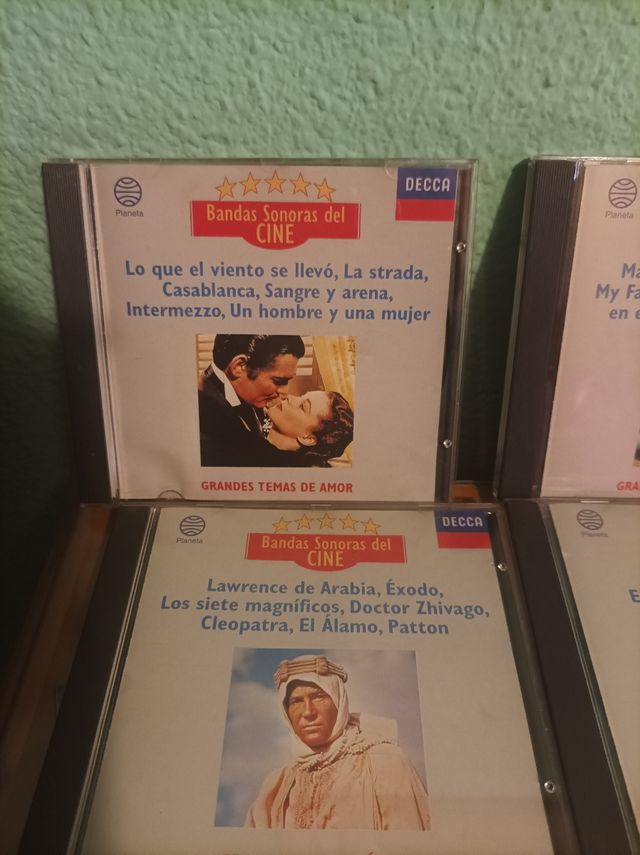 Planeta
DECCA
Bandas Sonoras del
CINE
Lo que el viento se llevó, La strada,
Casablanca, Sangre y arena,
Intermezzo, Un hombre y una mujer
GRANDES TEMAS DE AMOR
Planeta
My Fa
en e
GRA
Planeta
DECCA
Bandas Sonoras del
CINE
Lawrence de Arabia, Éxodo,
Los siete magníficos, Doctor Zhivago,
Cleopatra, El Álamo, Patton
Planeta